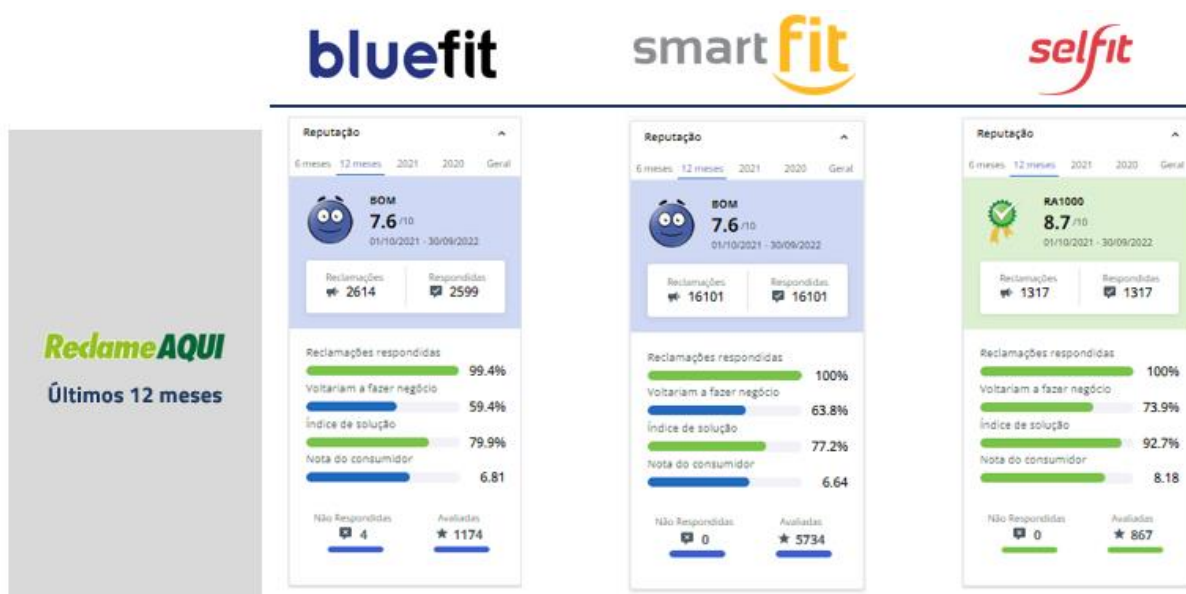 bluefit
smart fit
selfit
ReclameAQUI
Últimos 12 meses
Reputação
6 meses 12 meses 2021 2020 Geral
BOM
7.6 /10
01/10/2021 - 30/09/2022
Reclamações Respondidas
2614 2599
Reclamações respondidas
99.4%
Voltariam a fazer negócio
59.4%
Índice de solução
79.9%
Nota do consumidor
6.81
Não Respondidas Avaliadas
4 1174
Reputação
6 meses 12 meses 2021 2020 Geral
BOM
7.6 /10
01/10/2021 - 30/09/2022
Reclamações Respondidas
16101 16101
Reclamações respondidas
100%
Voltariam a fazer negócio
63.8%
Índice de solução
77.2%
Nota do consumidor
6.64
Não Respondidas Avaliadas
0 5734
Reputação
6 meses 12 meses 2021 2020 Geral
RA1000
8.7 /10
01/10/2021 - 30/09/2022
Reclamações Respondidas
1317 1317
Reclamações respondidas
100%
Voltariam a fazer negócio
73.9%
Índice de solução
92.7%
Nota do consumidor
8.18
Não Respondidas Avaliadas
0 867